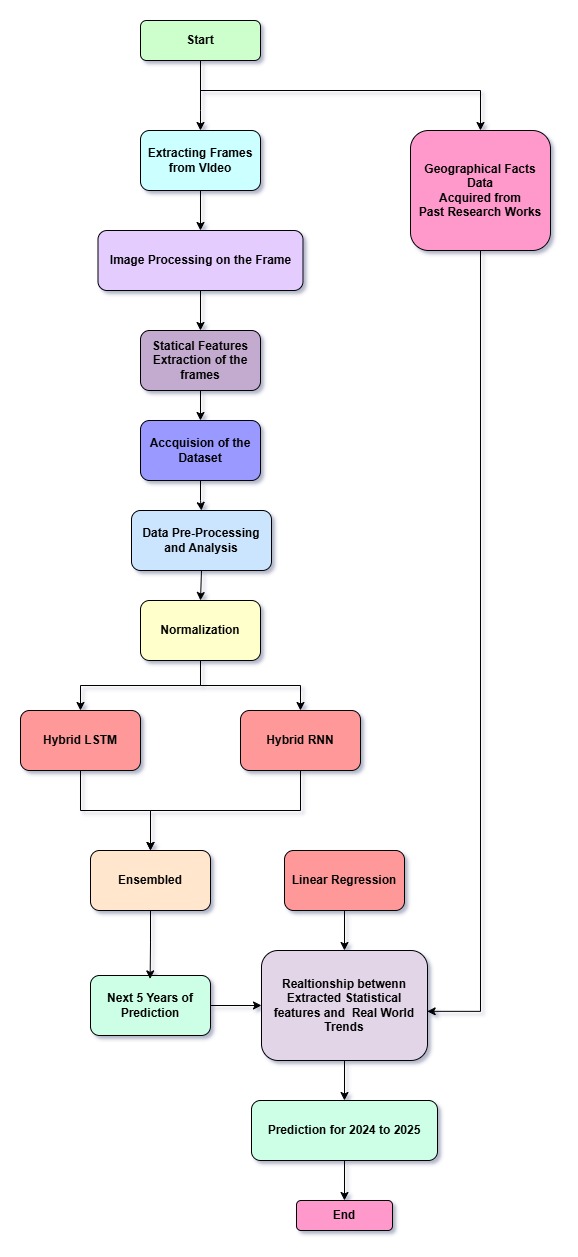 Start
Extracting Frames
from VIdeo
Geographical Facts
Data
Acquired from
Past Research Works
Image Processing on the Frame
Statical Features
Extraction of the
frames
Accquision of the
Dataset
Data Pre-Processing
and Analysis
Normalization
Hybrid LSTM
Hybrid RNN
Ensembled
Linear Regression
Next 5 Years of
Prediction
Realtionship betwenn
Extracted Statistical
features and Real World
Trends
Prediction for 2024 to 2025
End